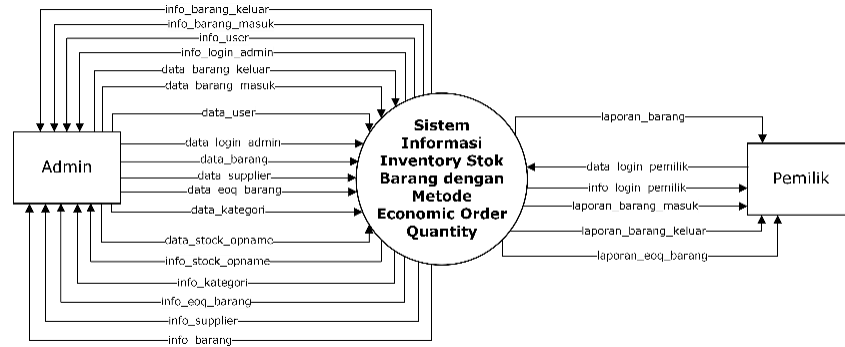 info_barang_keluar
info_barang_masuk
info_user
info_login_admin
data_barang_keluar
data_barang_masuk
data_user
data_login_admin
data_barang
data_supplier
data_eoq_barang
data_kategori
data_stock_opname
info_stock_opname
info_kategori
info_eoq_barang
info_supplier
info_barang
Admin
Sistem
Informasi
Inventory Stok
Barang dengan
Metode
Economic Order
Quantity
laporan_barang
data_login_pemilik
info_login_pemilik
laporan_barang_masuk
laporan_barang_keluar
laporan_eoq_barang
Pemilik